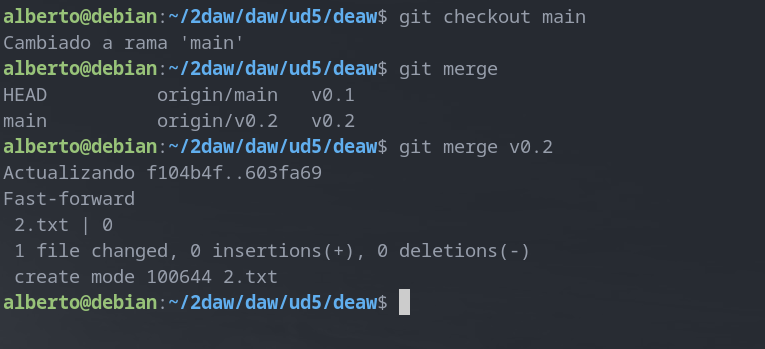 alberto@debian:~/2daw/daw/ud5/deaw$ git checkout main
Cambiado a rama 'main'
alberto@debian:~/2daw/daw/ud5/deaw$ git merge
HEAD          origin/main   v0.1
main          origin/v0.2   v0.2
alberto@debian:~/2daw/daw/ud5/deaw$ git merge v0.2
Actualizando f104b4f..603fa69
Fast-forward
 2.txt | 0
 1 file changed, 0 insertions(+), 0 deletions(-)
 create mode 100644 2.txt
alberto@debian:~/2daw/daw/ud5/deaw$